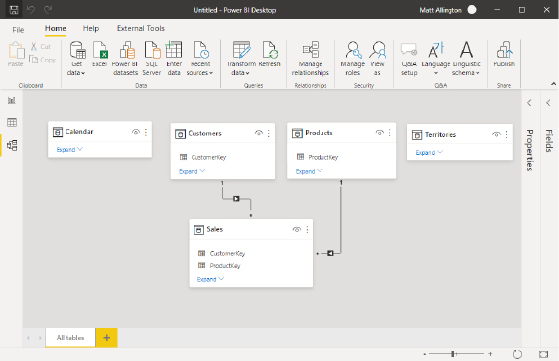 Untitled - Power BI Desktop
Matt Allington
File
Home
Help
External Tools
Paste
Cut
Copy
Clipboard
Get data
Excel
Power BI datasets
SQL Server
Enter data
Recent sources
Data
Transform data
Refresh
Queries
Manage relationships
Relationships
Manage roles
View as
Security
Q&A setup
Language
Linguistic schema
Q&A
Publish
Share
Calendar
Expand
Customers
CustomerKey
Expand
Products
ProductKey
Expand
Territories
Expand
Sales
CustomerKey
ProductKey
Expand
Properties
Fields
All tables